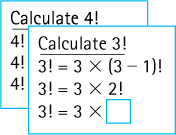 Calculate 4!
4!
4!
4!
Calculate 3!
3! = 3 × (3 − 1)!
3! = 3 × 2!
3! = 3 ×